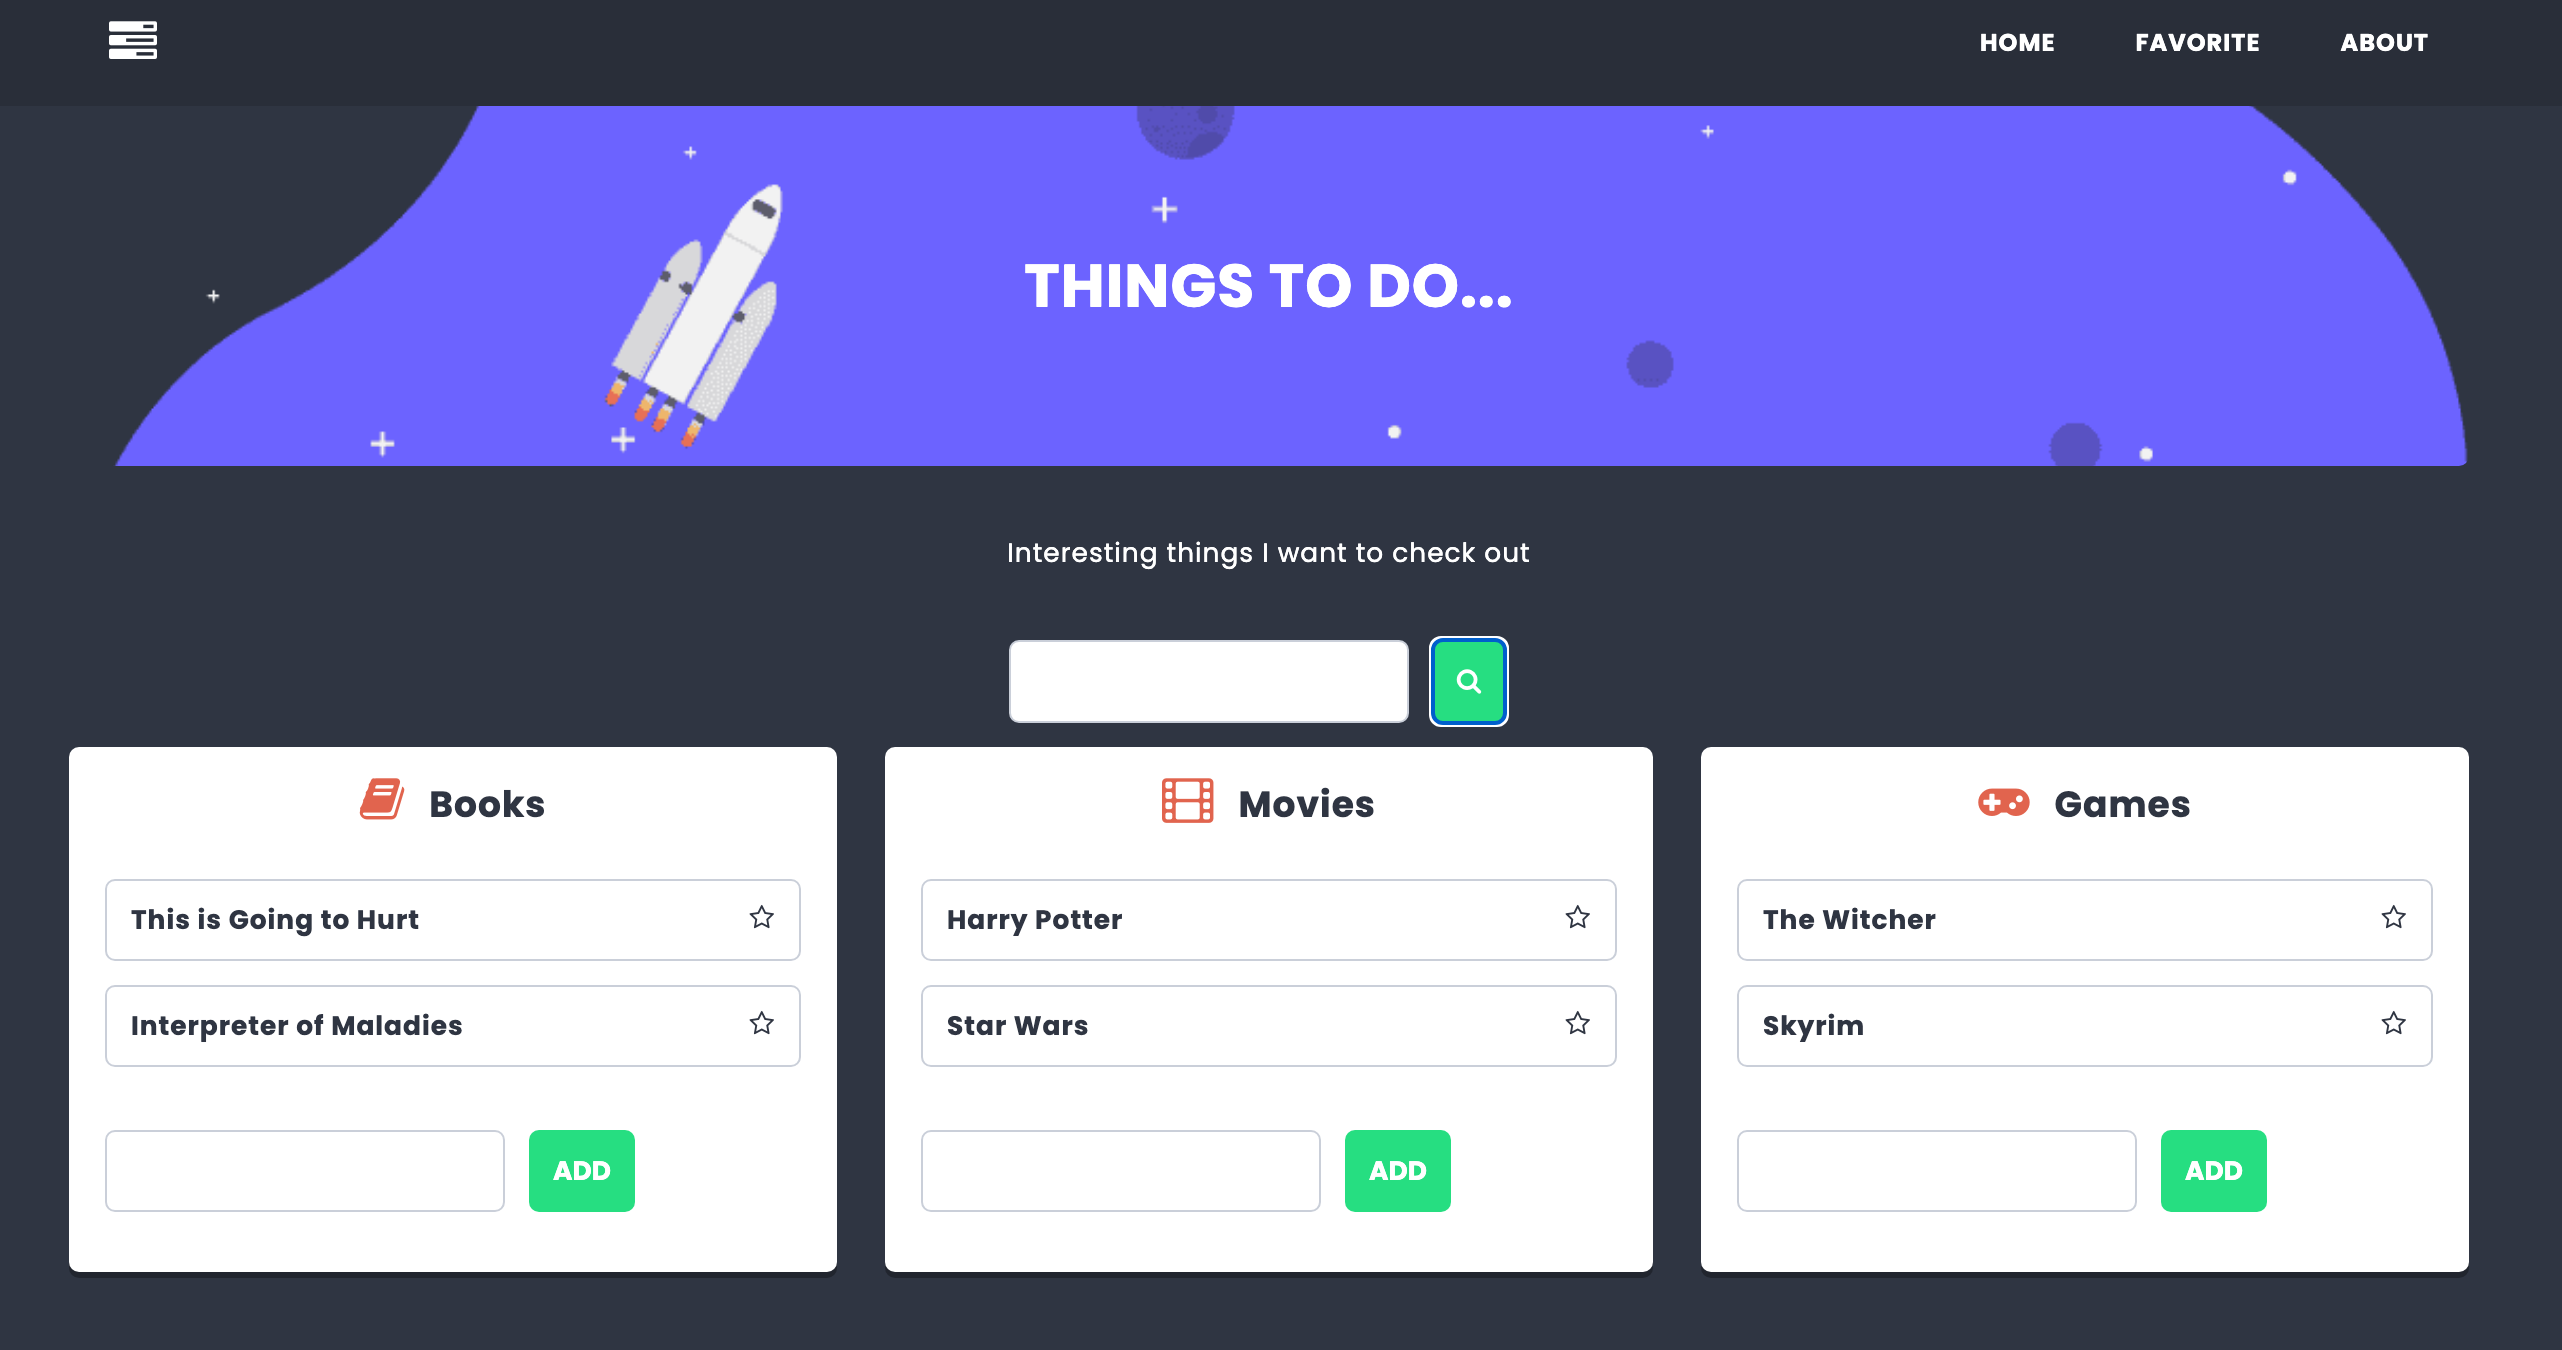 HOME FAVORITE ABOUT
THINGS TO DO...
Interesting things I want to check out
Books
This is Going to Hurt
Interpreter of Maladies
ADD
Movies
Harry Potter
Star Wars
ADD
Games
The Witcher
Skyrim
ADD